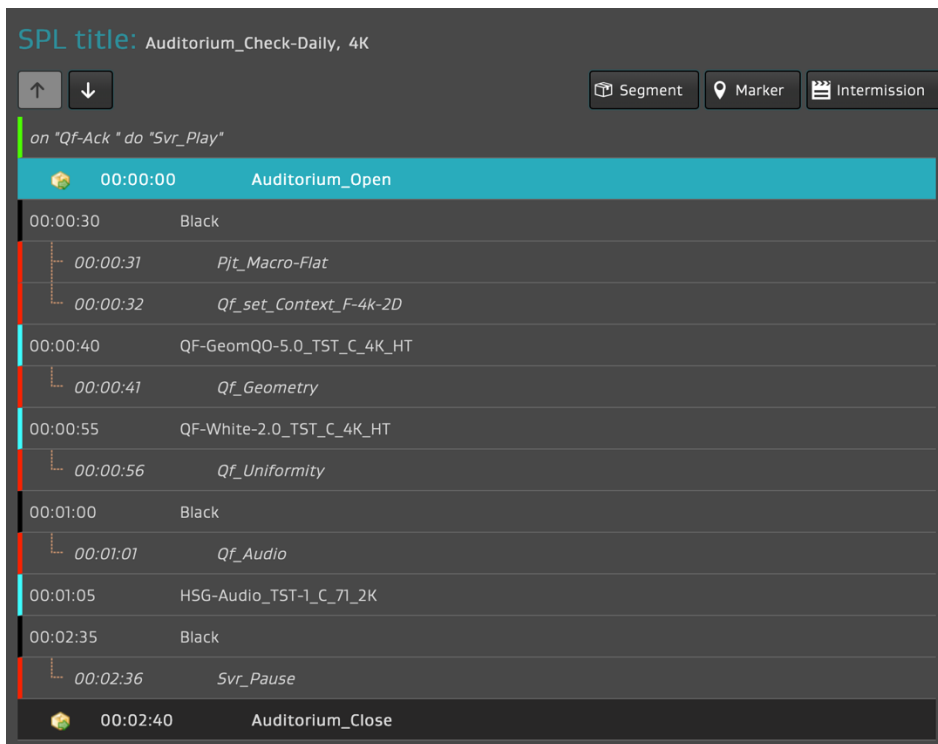 SPL title: Auditorium_Check-Daily, 4K
Segment Marker Intermission
on "Qf-Ack " do "Svr_Play"
00:00:00 Auditorium_Open
00:00:30 Black
00:00:31 Pjt_Macro-Flat
00:00:32 Qf_set_Context_F-4k-2D
00:00:40 QF-GeomQO-5.0_TST_C_4K_HT
00:00:41 Qf_Geometry
00:00:55 QF-White-2.0_TST_C_4K_HT
00:00:56 Qf_Uniformity
00:01:00 Black
00:01:01 Qf_Audio
00:01:05 HSG-Audio_TST-1_C_71_2K
00:02:35 Black
00:02:36 Svr_Pause
00:02:40 Auditorium_Close